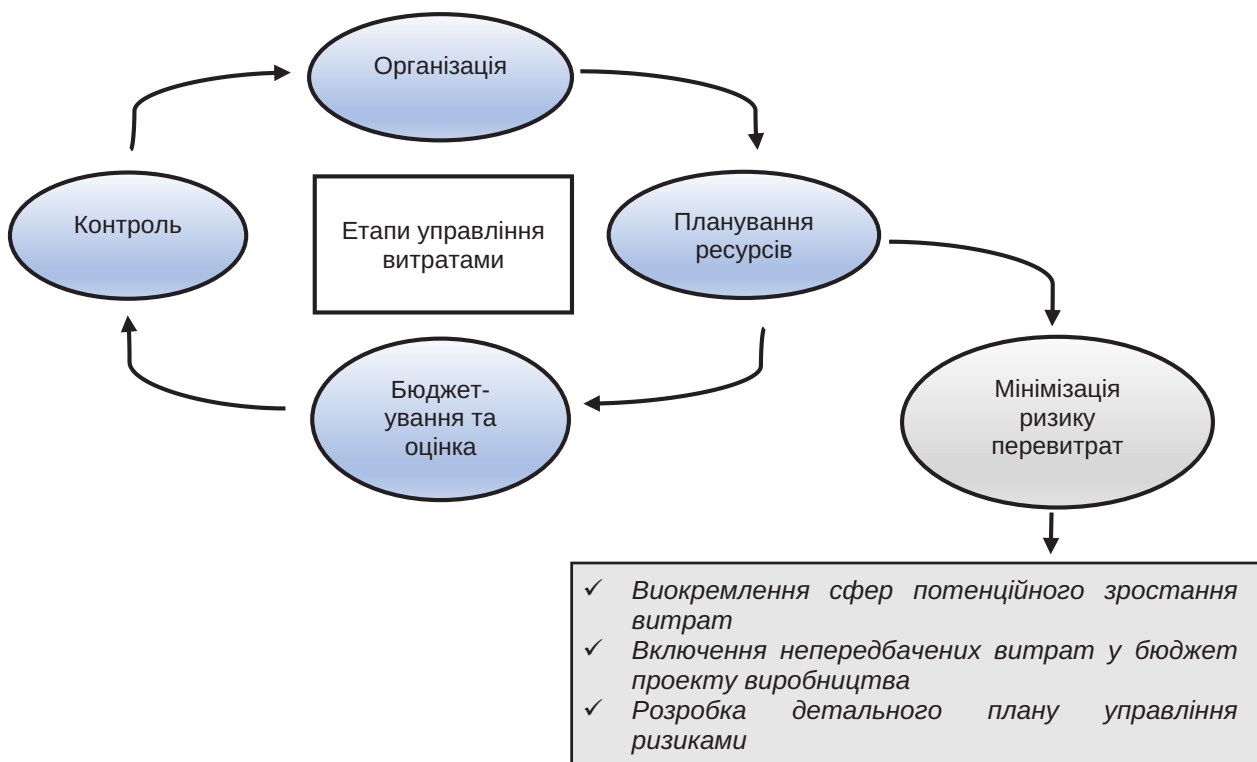 Організація
Контроль
Етапи управління
витратами
Планування
ресурсів
Бюджет-
ування та
оцінка
Мінімізація
ризику
перевитрат
✓ Виокремлення сфер потенційного зростання
витрат
✓ Включення непередбачених витрат у бюджет
проекту виробництва
✓ Розробка детального плану управління
ризиками